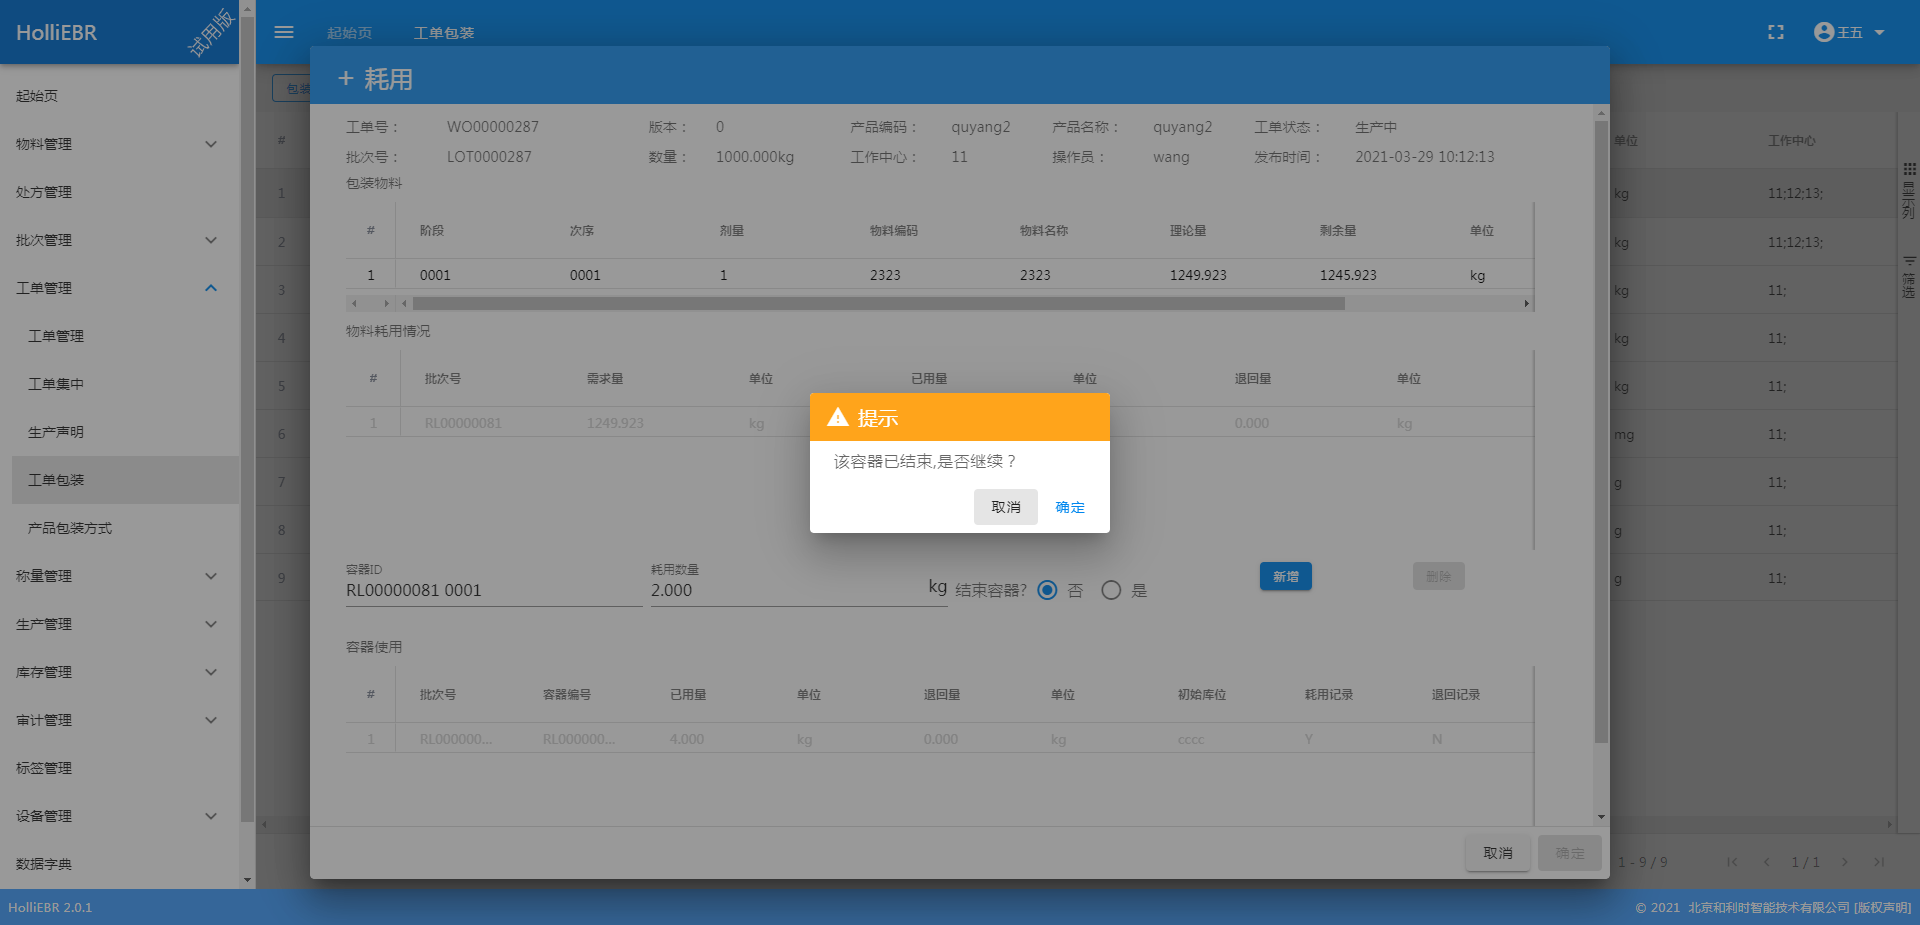 HolliEBR
试用版
起始页 工单包装
王五
起始页
物料管理
处方管理
批次管理
工单管理
工单管理
工单集中
生产声明
工单包装
产品包装方式
称量管理
生产管理
库存管理
审计管理
标签管理
设备管理
数据字典
包装
#
1
2
3
4
5
6
7
8
9
+ 耗用
工单号： WO00000287 版本： 0 产品编码： quyang2 产品名称： quyang2 工单状态： 生产中
批次号： LOT0000287 数量： 1000.000kg 工作中心： 11 操作员： wang 发布时间： 2021-03-29 10:12:13
包装物料
# 阶段 次序 剂量 物料编码 物料名称 理论量 剩余量 单位
1 0001 0001 1 2323 2323 1249.923 1245.923 kg
物料耗用情况
# 批次号 需求量 单位 已用量 单位 退回量 单位
1 RL00000081 1249.923 kg 0.000 kg
提示
该容器已结束,是否继续？
取消 确定
容器ID
RL00000081 0001
耗用数量
2.000 kg
结束容器? 否 是
新增 删除
容器使用
# 批次号 容器编号 已用量 单位 退回量 单位 初始库位 耗用记录 退回记录
1 RL000000... RL000000... 4.000 kg 0.000 kg cccc Y N
取消 确定
单位 工作中心
kg 11;12;13;
kg 11;12;13;
kg 11;
kg 11;
kg 11;
mg 11;
g 11;
g 11;
g 11;
显示列
筛选
1 - 9 / 9 1 / 1
HolliEBR 2.0.1
© 2021 北京和利时智能技术有限公司 [版权声明]